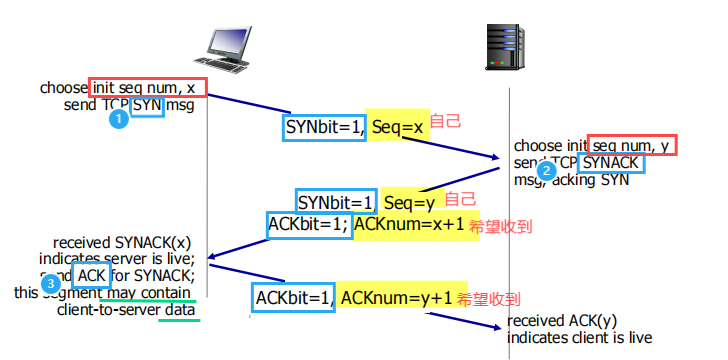 choose init seq num, x
send TCP SYN msg
1
SYNbit=1, Seq=x 自己
choose init seq num, y
send TCP SYNACK
2
msg, acking SYN
SYNbit=1, Seq=y 自己
ACKbit=1; ACKnum=x+1 希望收到
received SYNACK(x)
indicates server is live;
send ACK for SYNACK;
3
this segment may contain
client-to-server data
ACKbit=1, ACKnum=y+1 希望收到
received ACK(y)
indicates client is live